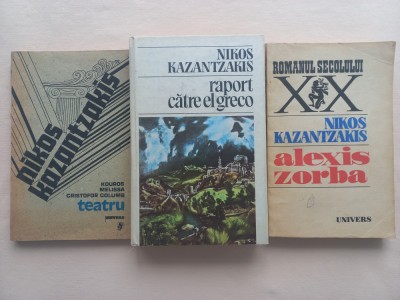 nikos
kazantzakis
KOUROS
MELISSA
CRISTOFOR COLUMB
teatru
UNIVERS
NIKOS
KAZANTZAKIS
raport
către el greco
ROMANUL SECOLULUI
XX
NIKOS
KAZANTZAKIS
alexis
zorba
UNIVERS